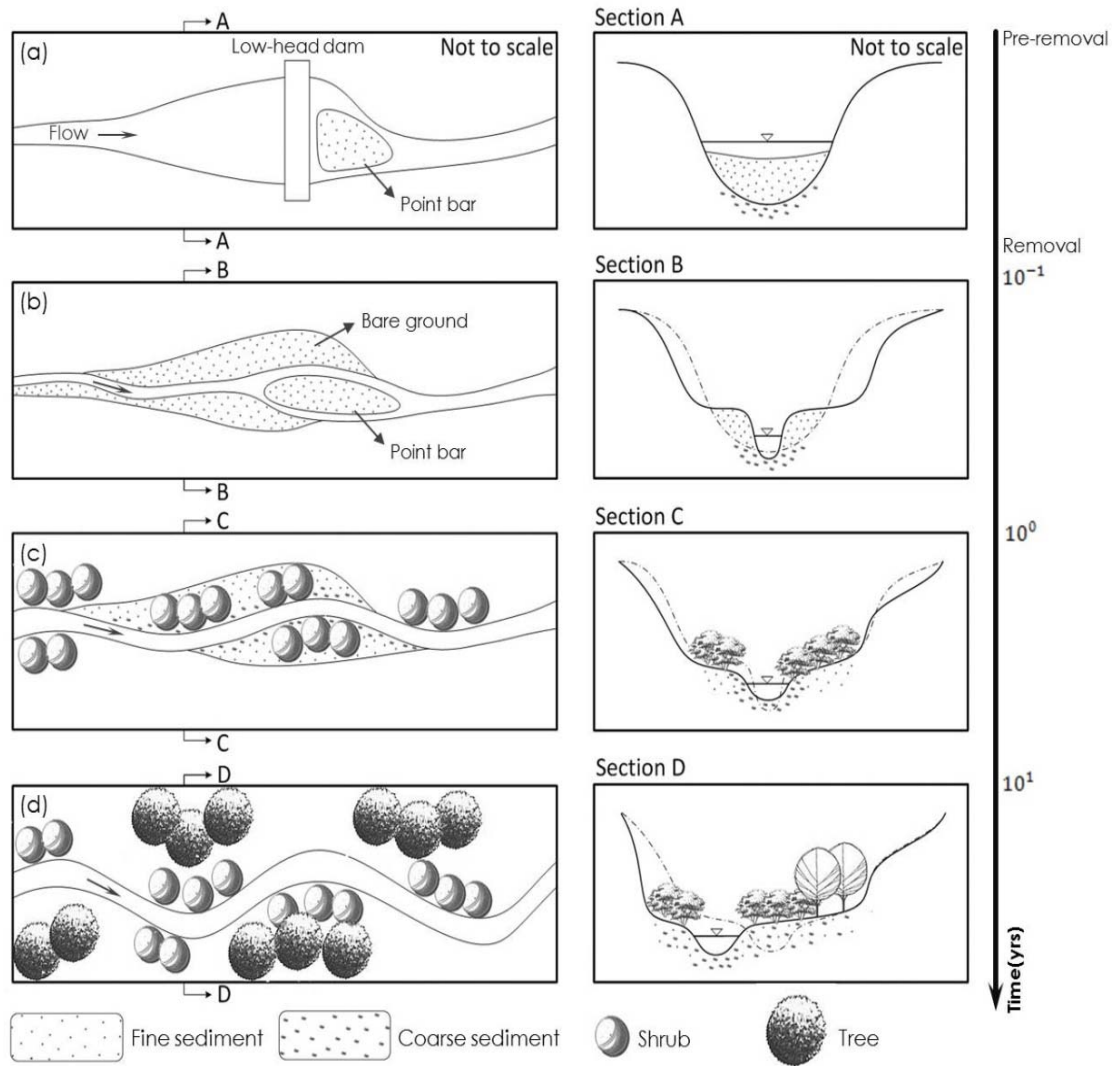 A
Section A
(a)
Low-head dam
Not to scale
Flow
Point bar
A
Not to scale
Pre-removal
Removal
10⁻¹
B
Section B
(b)
Bare ground
Point bar
B
10⁰
C
Section C
(c)
C
10¹
D
Section D
(d)
D
Time(yrs)
Fine sediment
Coarse sediment
Shrub
Tree